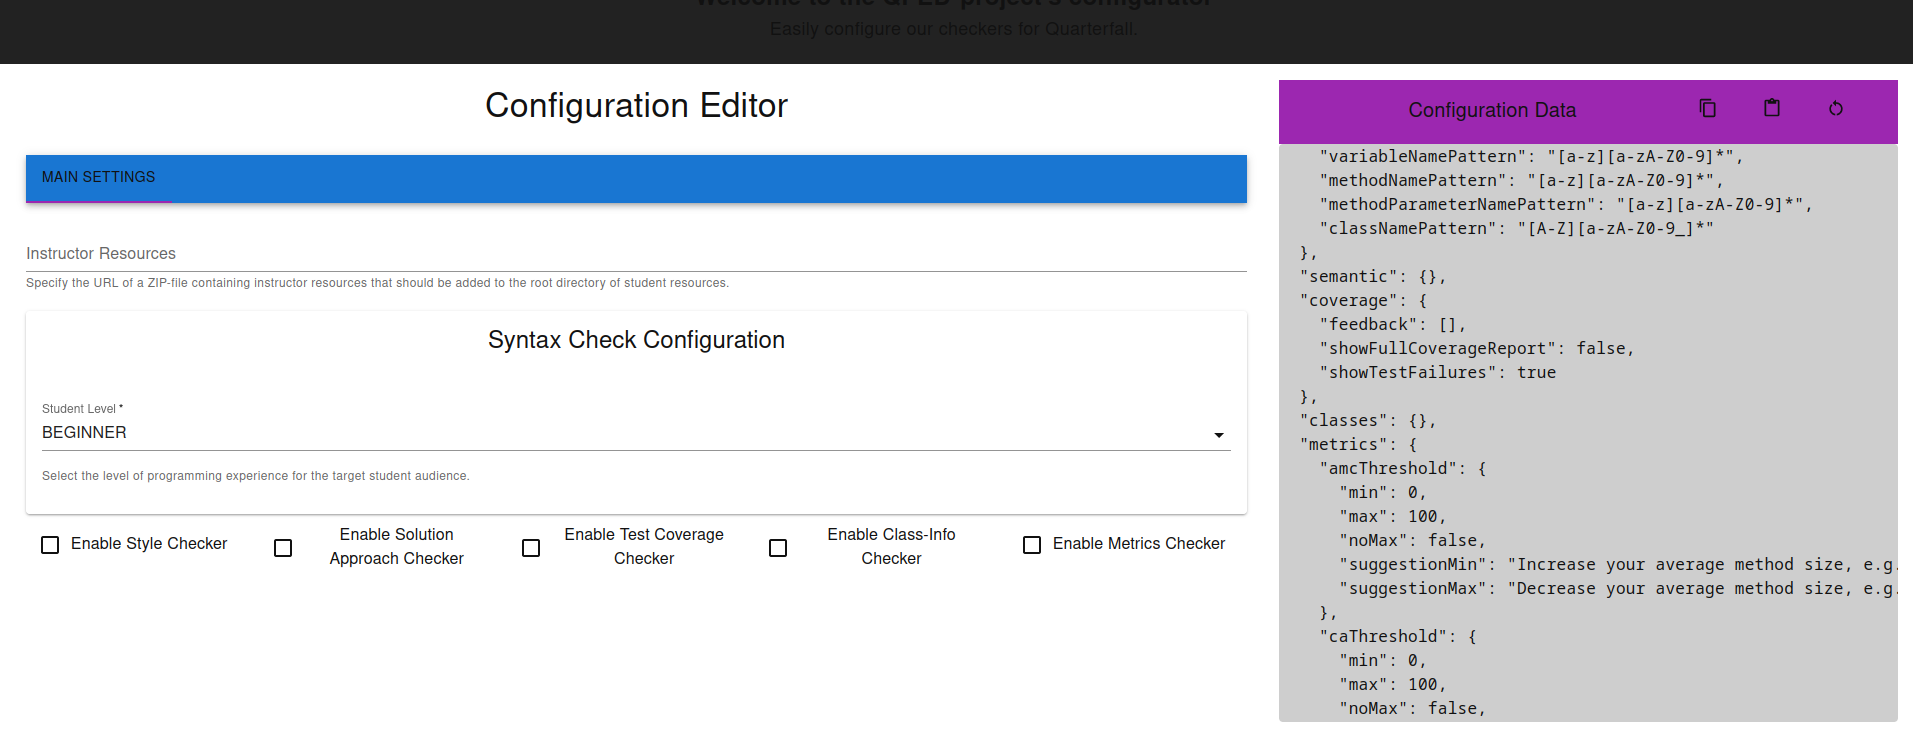 Welcome to the QPED project's configurator
Easily configure our checkers for Quarterfall.
Configuration Editor
MAIN SETTINGS
Instructor Resources
Specify the URL of a ZIP-file containing instructor resources that should be added to the root directory of student resources.
Syntax Check Configuration
Student Level *
BEGINNER
Select the level of programming experience for the target student audience.
Enable Style Checker
Enable Solution
Approach Checker
Enable Test Coverage
Checker
Enable Class-Info
Checker
Enable Metrics Checker
Configuration Data
"variableNamePattern": "[a-z][a-zA-Z0-9]*",
"methodNamePattern": "[a-z][a-zA-Z0-9]*",
"methodParameterNamePattern": "[a-z][a-zA-Z0-9]*",
"classNamePattern": "[A-Z][a-zA-Z0-9_]*"
},
"semantic": {},
"coverage": {
"feedback": [],
"showFullCoverageReport": false,
"showTestFailures": true
},
"classes": {},
"metrics": {
"amcThreshold": {
"min": 0,
"max": 100,
"noMax": false,
"suggestionMin": "Increase your average method size, e.g.
"suggestionMax": "Decrease your average method size, e.g.
},
"caThreshold": {
"min": 0,
"max": 100,
"noMax": false,